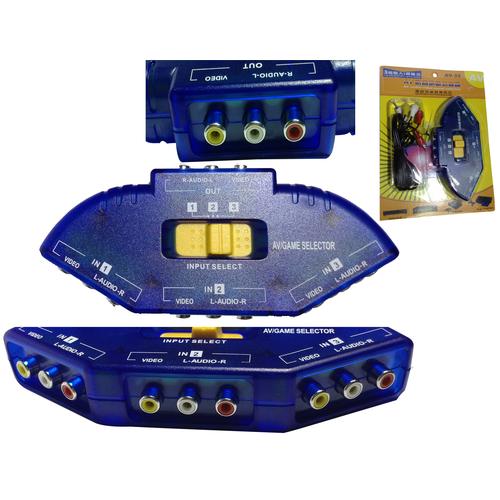 OUT
R-AUDIO-L
VIDEO
R-AUDIO-L
VIDEO
OUT
1 2 3
AV/GAME SELECTOR
INPUT SELECT
IN 1
VIDEO
L-AUDIO-R
IN 2
VIDEO
L-AUDIO-R
IN 3
VIDEO
L-AUDIO-R
AV
AV/GAME SELECTOR
INPUT SELECT
IN 1
VIDEO
L-AUDIO-R
IN 2
VIDEO
L-AUDIO-R
IN 3
VIDEO
L-AUDIO-R